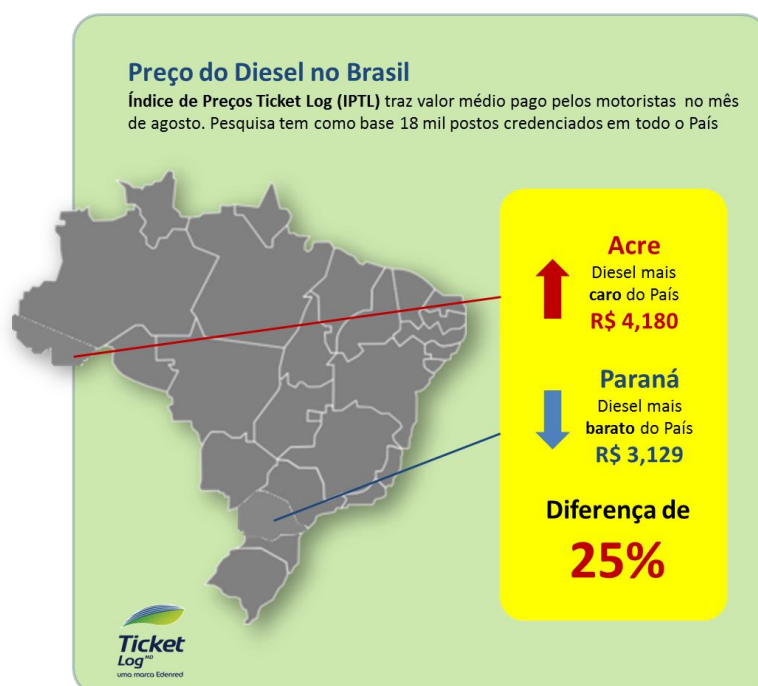 Preço do Diesel no Brasil
Índice de Preços Ticket Log (IPTL) traz valor médio pago pelos motoristas no mês
de agosto. Pesquisa tem como base 18 mil postos credenciados em todo o País
Acre
Diesel mais
caro do País
R$ 4,180
Paraná
Diesel mais
barato do País
R$ 3,129
Diferença de
25%
Ticket
Log MD
uma marca Edenred